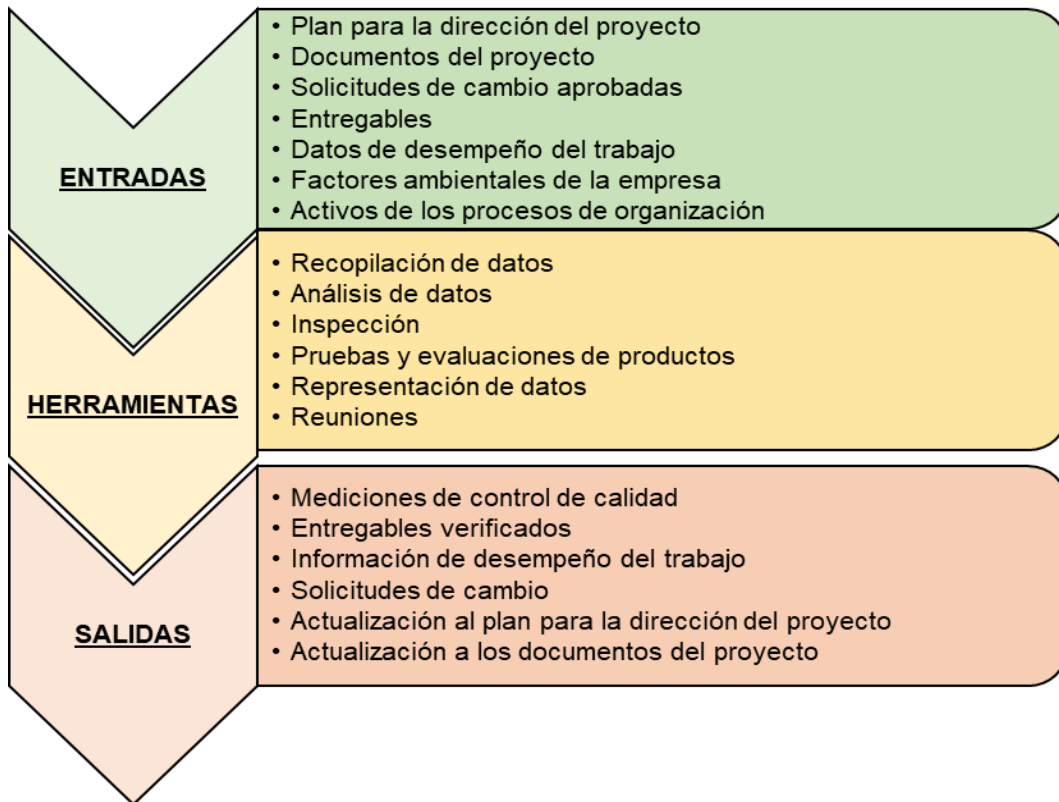 ENTRADAS
• Plan para la dirección del proyecto
• Documentos del proyecto
• Solicitudes de cambio aprobadas
• Entregables
• Datos de desempeño del trabajo
• Factores ambientales de la empresa
• Activos de los procesos de organización
HERRAMIENTAS
• Recopilación de datos
• Análisis de datos
• Inspección
• Pruebas y evaluaciones de productos
• Representación de datos
• Reuniones
SALIDAS
• Mediciones de control de calidad
• Entregables verificados
• Información de desempeño del trabajo
• Solicitudes de cambio
• Actualización al plan para la dirección del proyecto
• Actualización a los documentos del proyecto